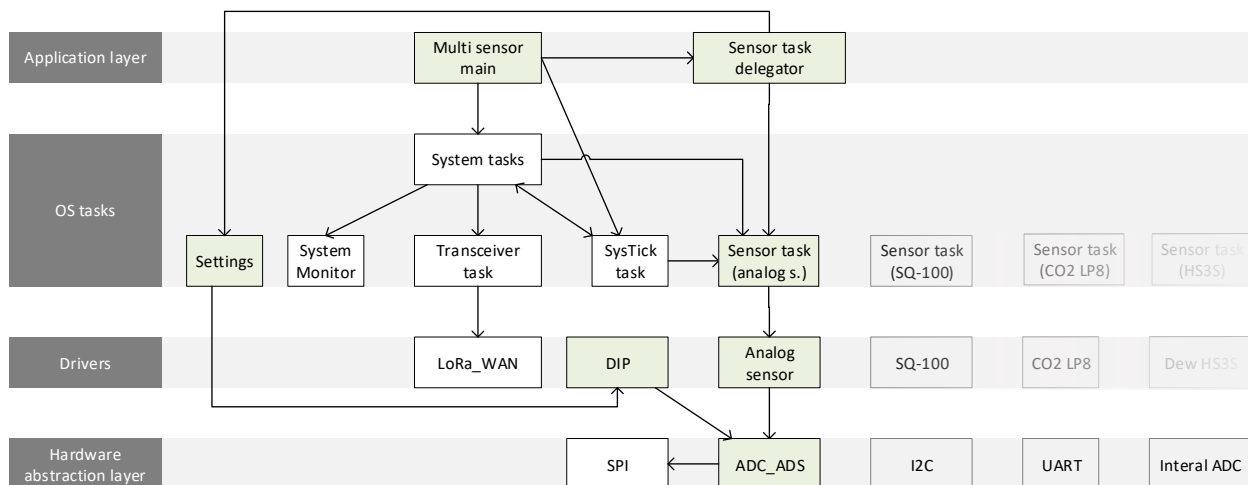 Application layer
Multi sensor
main
Sensor task
delegator
OS tasks
System tasks
Settings
System
Monitor
Transceiver
task
SysTick
task
Sensor task
(analog s.)
Sensor task
(SQ-100)
Sensor task
(CO2 LP8)
Sensor task
(HS3S)
Drivers
LoRa_WAN
DIP
Analog
sensor
SQ-100
CO2 LP8
Dew HS3S
Hardware
abstraction layer
SPI
ADC_ADS
I2C
UART
Interal ADC